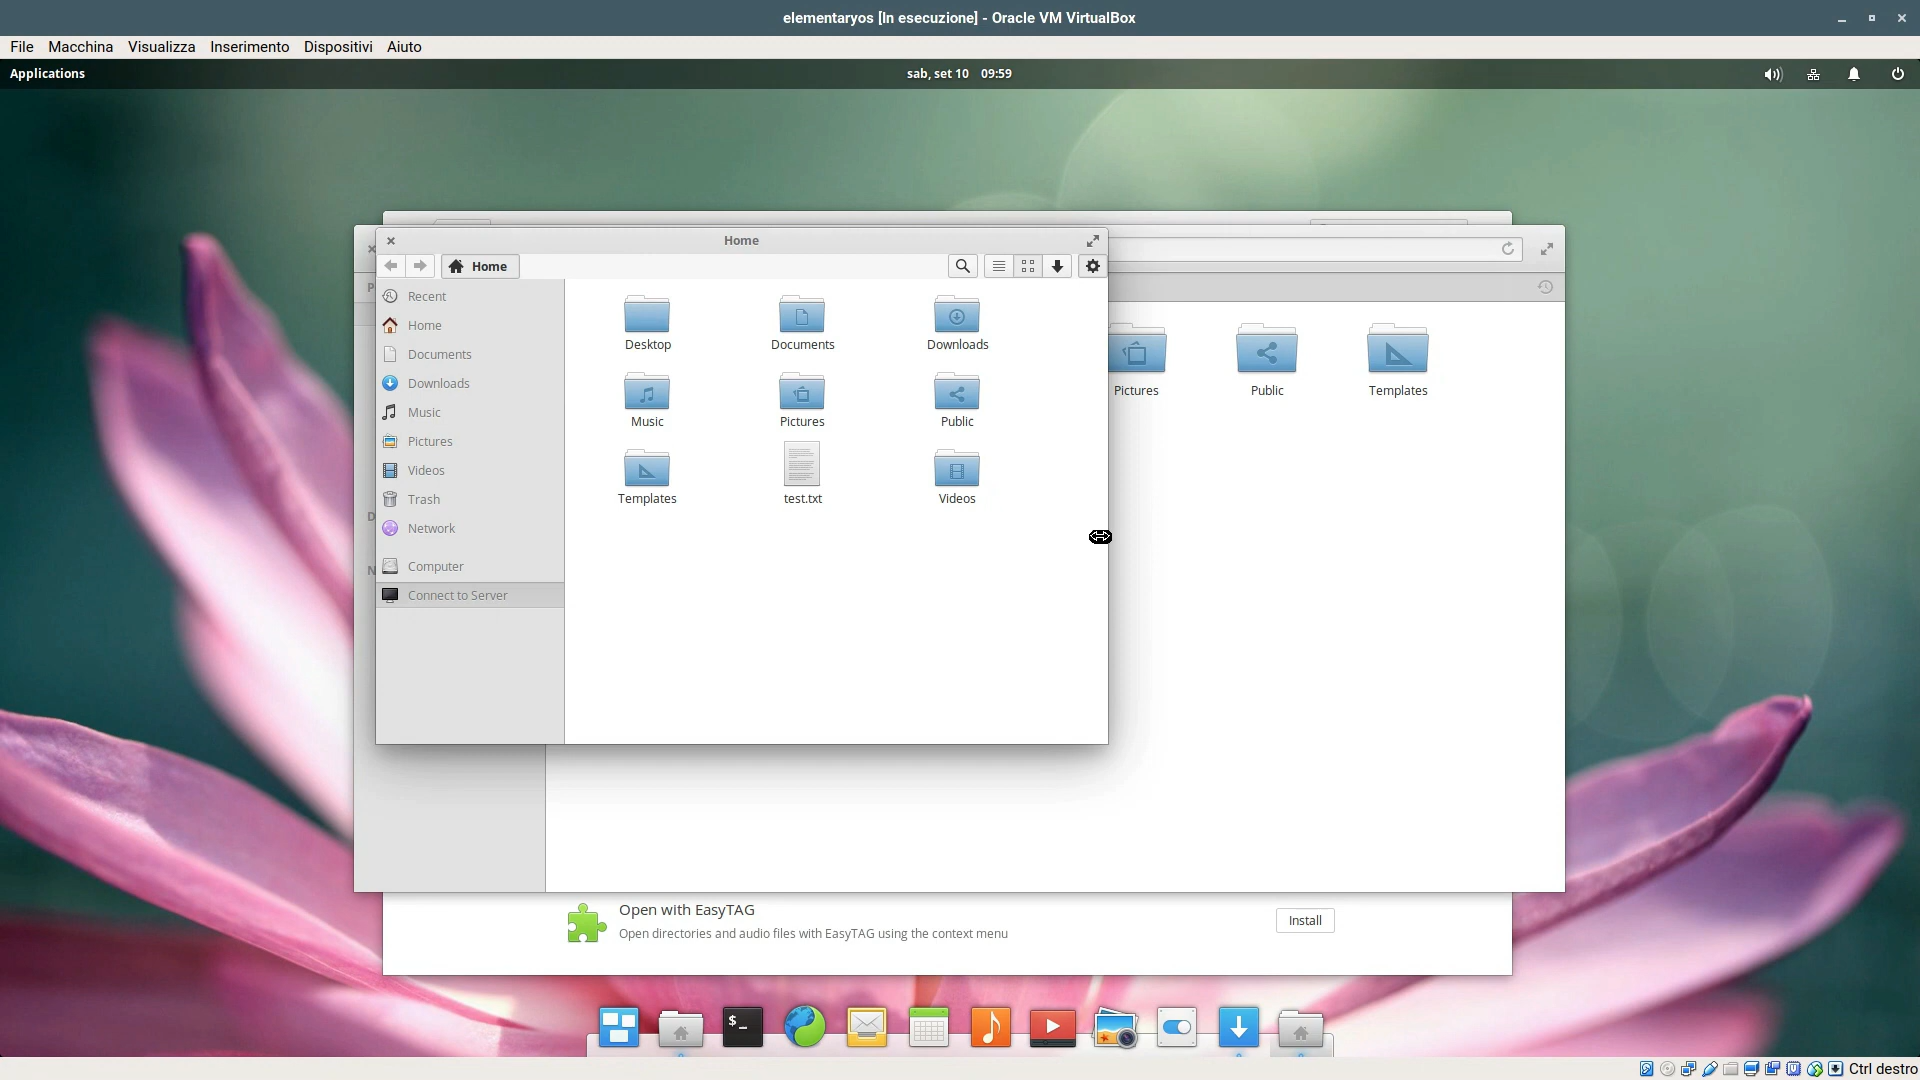 elementaryos [In esecuzione] - Oracle VM VirtualBox
File Macchina Visualizza Inserimento Dispositivi Aiuto
Applications
sab, set 10 09:59
Home
Home
Recent
Home
Documents
Downloads
Music
Pictures
Videos
Trash
Network
Computer
Connect to Server
Desktop Documents Downloads
Music Pictures Public
Templates test.txt Videos
P
D
N
Pictures Public Templates
Open with EasyTAG
Open directories and audio files with EasyTAG using the context menu
Install
$_
Ctrl destro